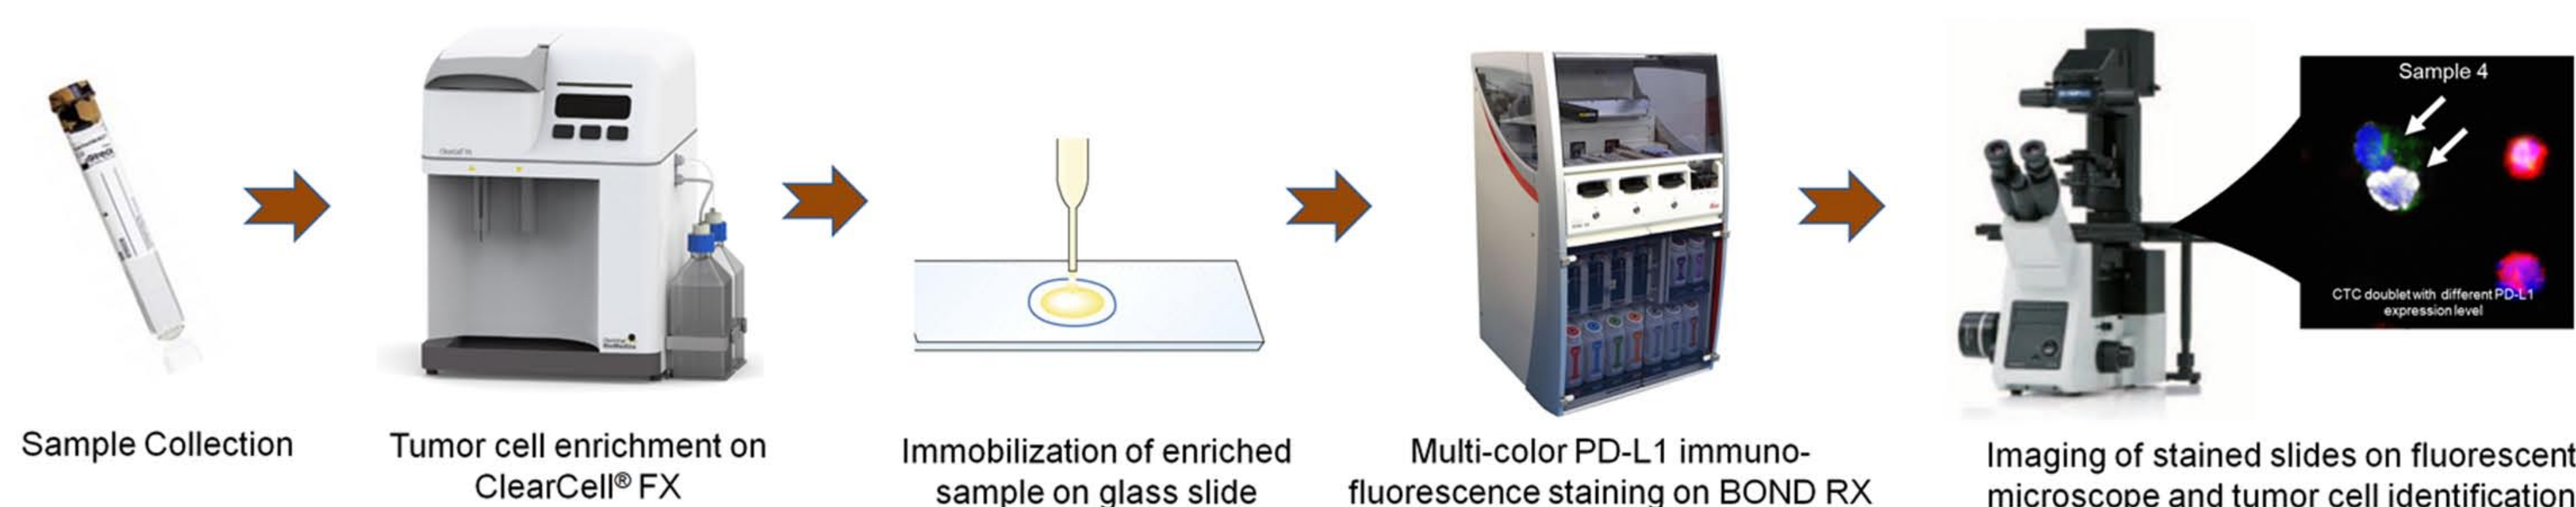 Sample 4
CTC doublet with different PD-L1
expression level
Sample Collection
Tumor cell enrichment on
ClearCell® FX
Immobilization of enriched
sample on glass slide
Multi-color PD-L1 immuno-
fluorescence staining on BOND RX
Imaging of stained slides on fluorescent
microscope and tumor cell identification